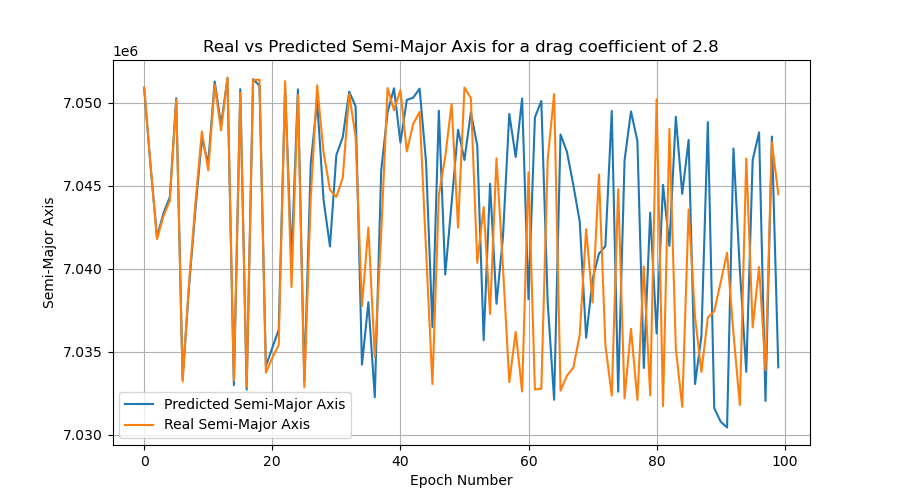 Real vs Predicted Semi-Major Axis for a drag coefficient of 2.8
1e6
7.050
7.045
7.040
7.035
7.030
Semi-Major Axis
Predicted Semi-Major Axis
Real Semi-Major Axis
0 20 40 60 80 100
Epoch Number